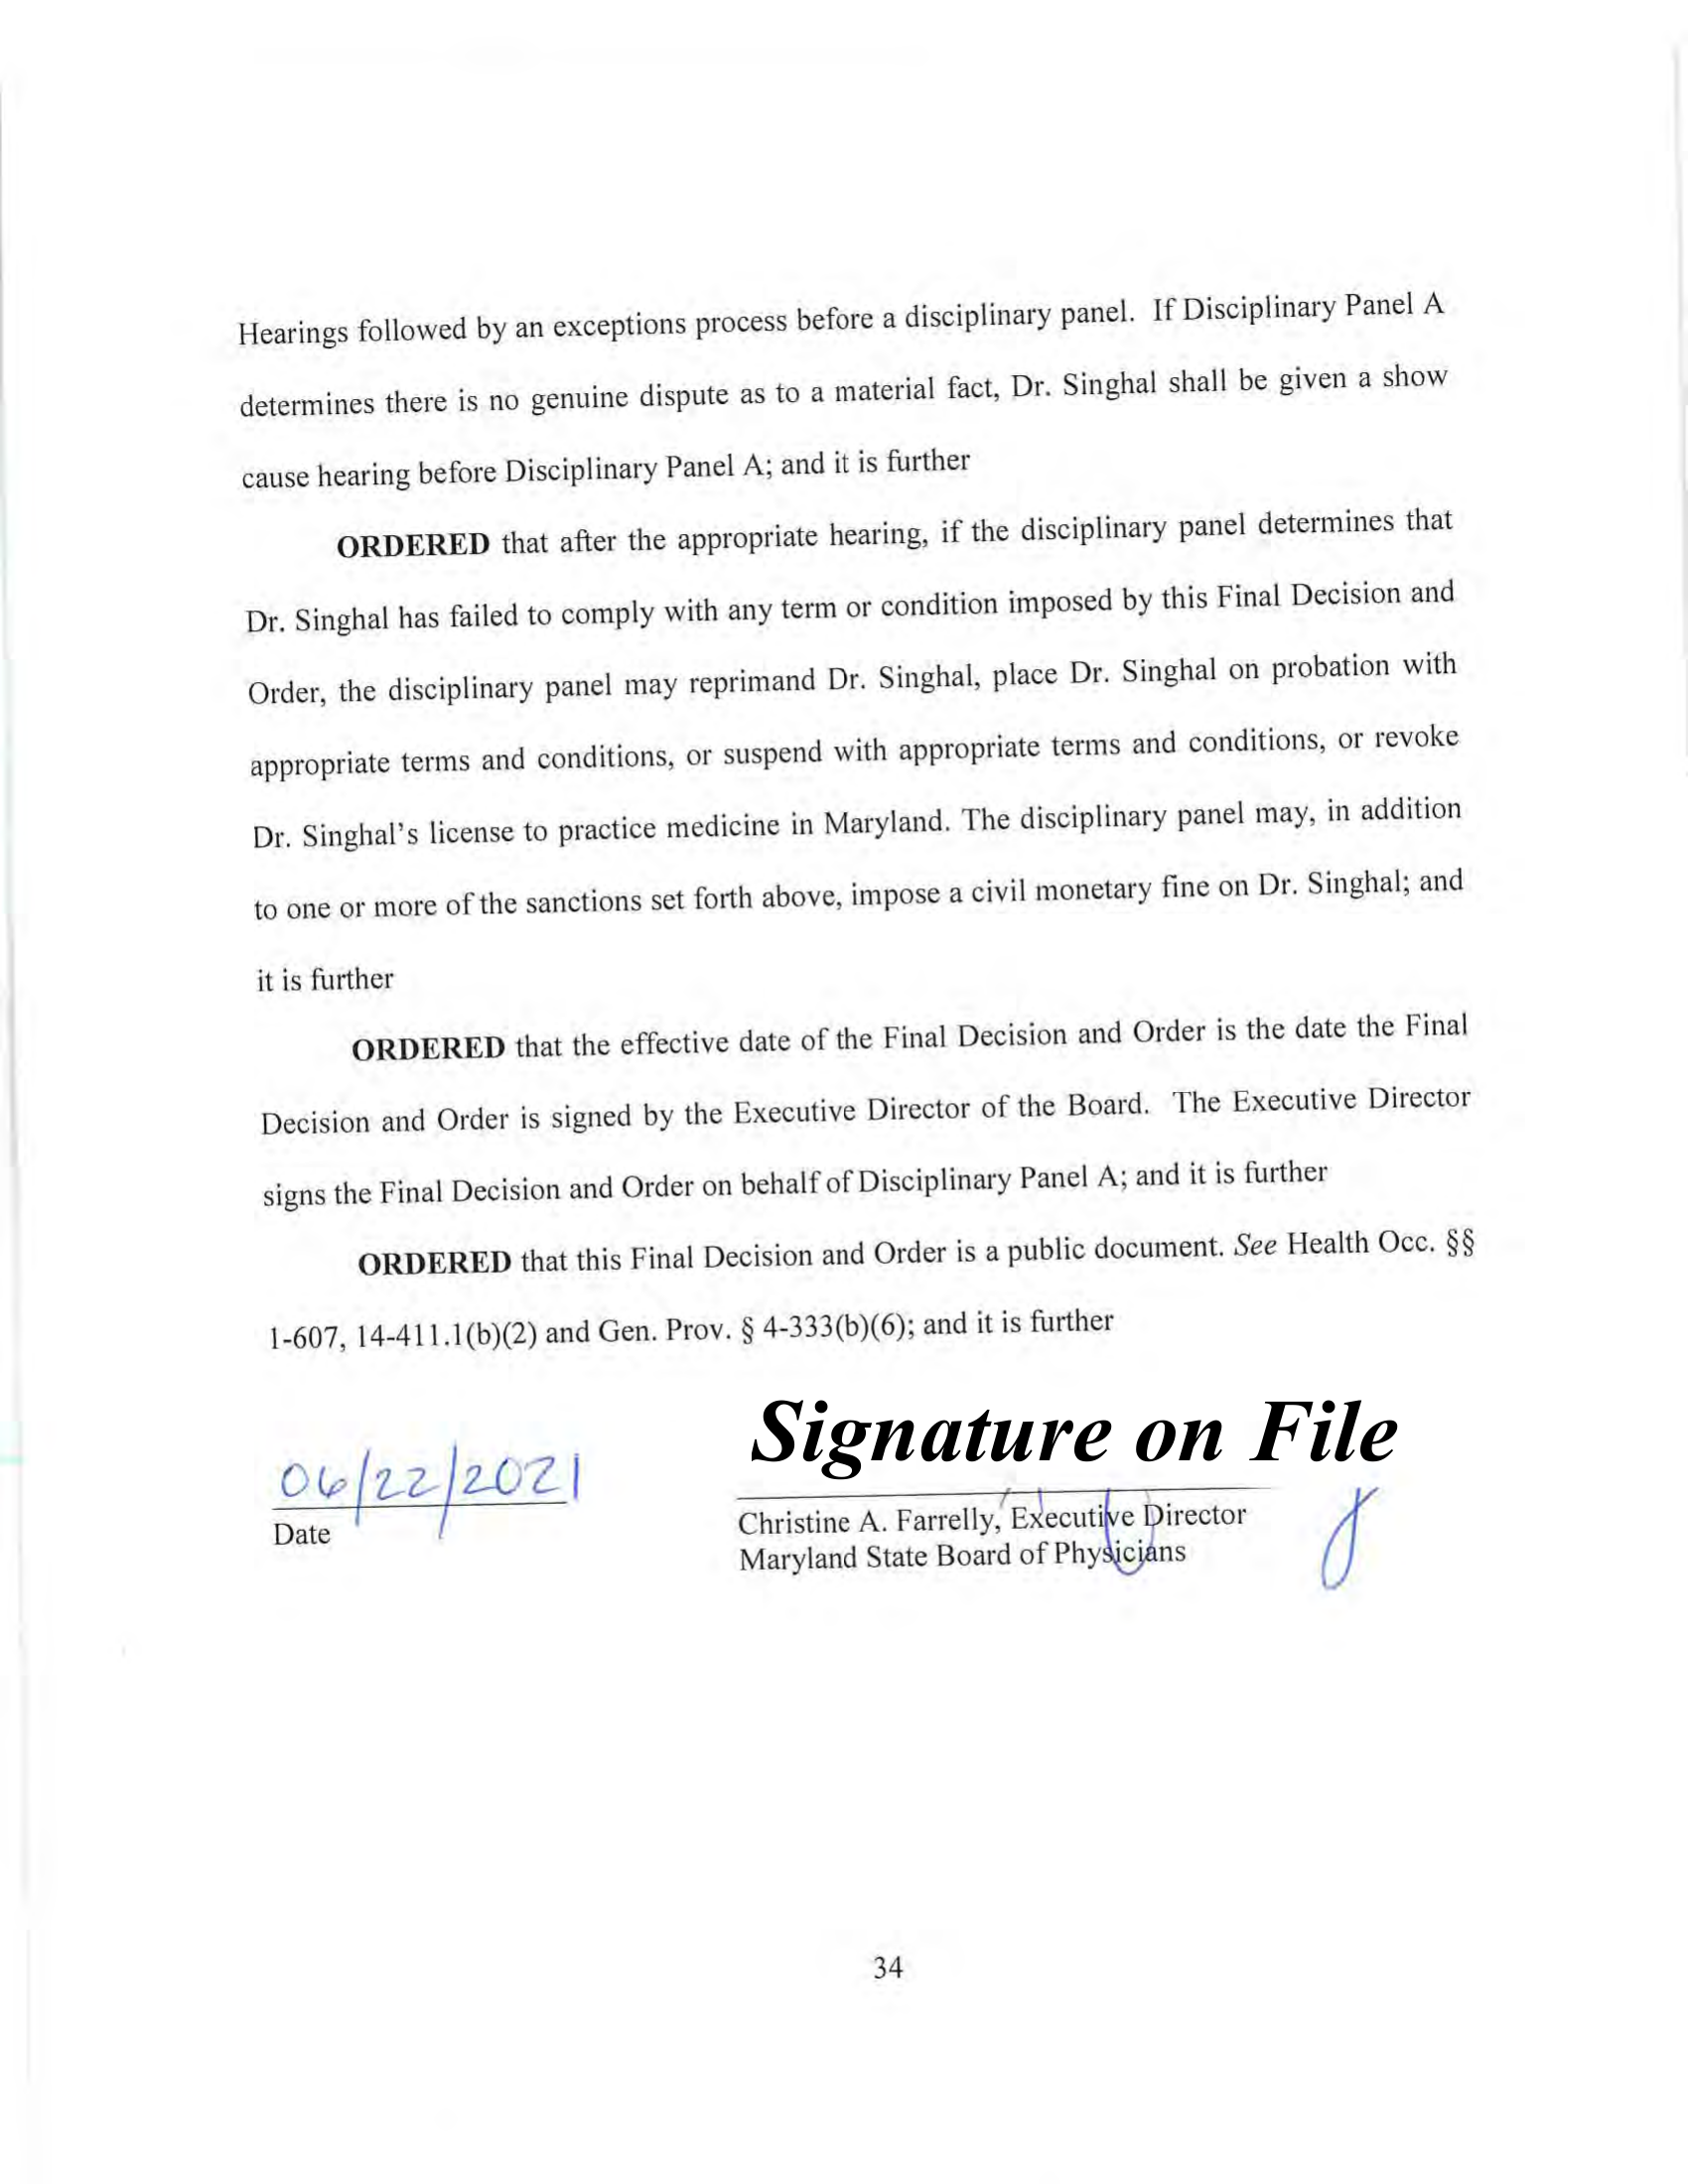 Hearings followed by an exceptions process before a disciplinary panel. If Disciplinary Panel A
determines there is no genuine dispute as to a material fact, Dr. Singhal shall be given a show
cause hearing before Disciplinary Panel A; and it is further
ORDERED that after the appropriate hearing, if the disciplinary panel determines that
Dr. Singhal has failed to comply with any term or condition imposed by this Final Decision and
Order, the disciplinary panel may reprimand Dr. Singhal, place Dr. Singhal on probation with
appropriate terms and conditions, or suspend with appropriate terms and conditions, or revoke
Dr. Singhal's license to practice medicine in Maryland. The disciplinary panel may, in addition
to one or more of the sanctions set forth above, impose a civil monetary fine on Dr. Singhal; and
it is further
ORDERED that the effective date of the Final Decision and Order is the date the Final
Decision and Order is signed by the Executive Director of the Board. The Executive Director
signs the Final Decision and Order on behalf of Disciplinary Panel A; and it is further
ORDERED that this Final Decision and Order is a public document. See Health Occ. §§
1-607, 14-411.1(b)(2) and Gen. Prov. § 4-333(b)(6); and it is further
Signature on File
06/22/2021
Date
Christine A. Farrelly, Executive Director
Maryland State Board of Physicians
34